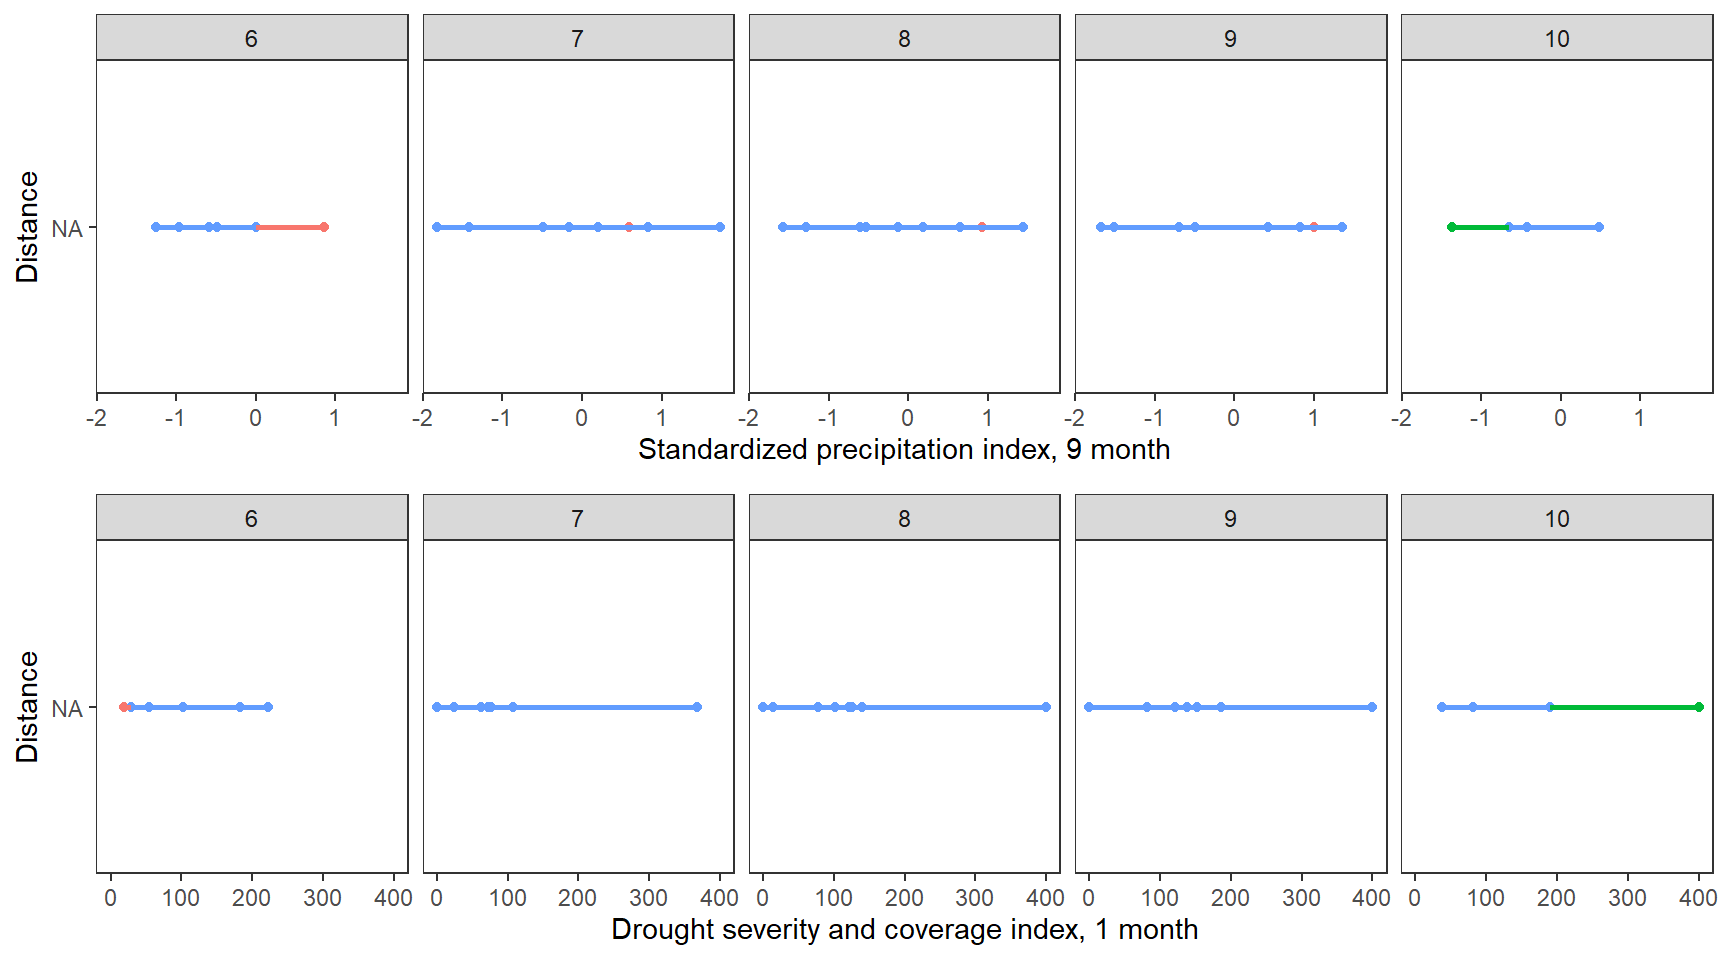 6 7 8 9 10
Distance
NA
-2 -1 0 1 -2 -1 0 1 -2 -1 0 1 -2 -1 0 1 -2 -1 0 1
Standardized precipitation index, 9 month
6 7 8 9 10
Distance
NA
0 100 200 300 400 0 100 200 300 400 0 100 200 300 400 0 100 200 300 400 0 100 200 300 400
Drought severity and coverage index, 1 month